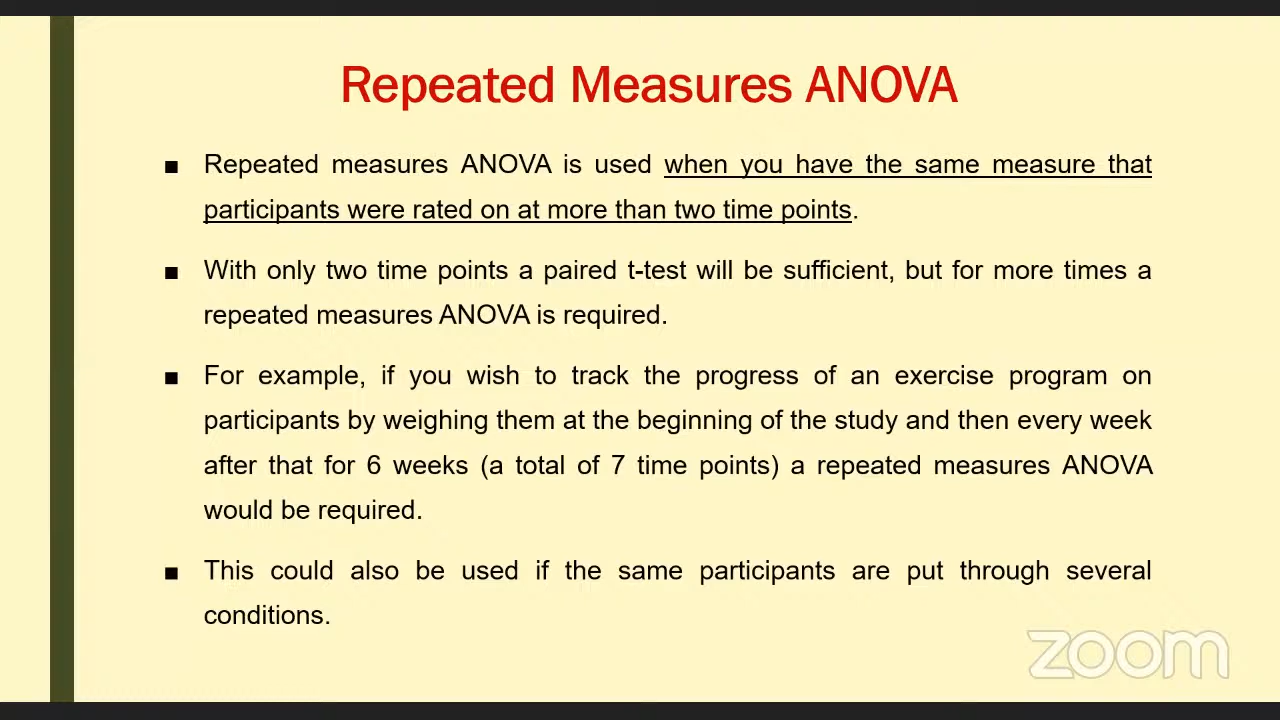 Repeated Measures ANOVA
■ Repeated measures ANOVA is used when you have the same measure that
participants were rated on at more than two time points.
■ With only two time points a paired t-test will be sufficient, but for more times a
repeated measures ANOVA is required.
■ For example, if you wish to track the progress of an exercise program on
participants by weighing them at the beginning of the study and then every week
after that for 6 weeks (a total of 7 time points) a repeated measures ANOVA
would be required.
■ This could also be used if the same participants are put through several
conditions.
zoom